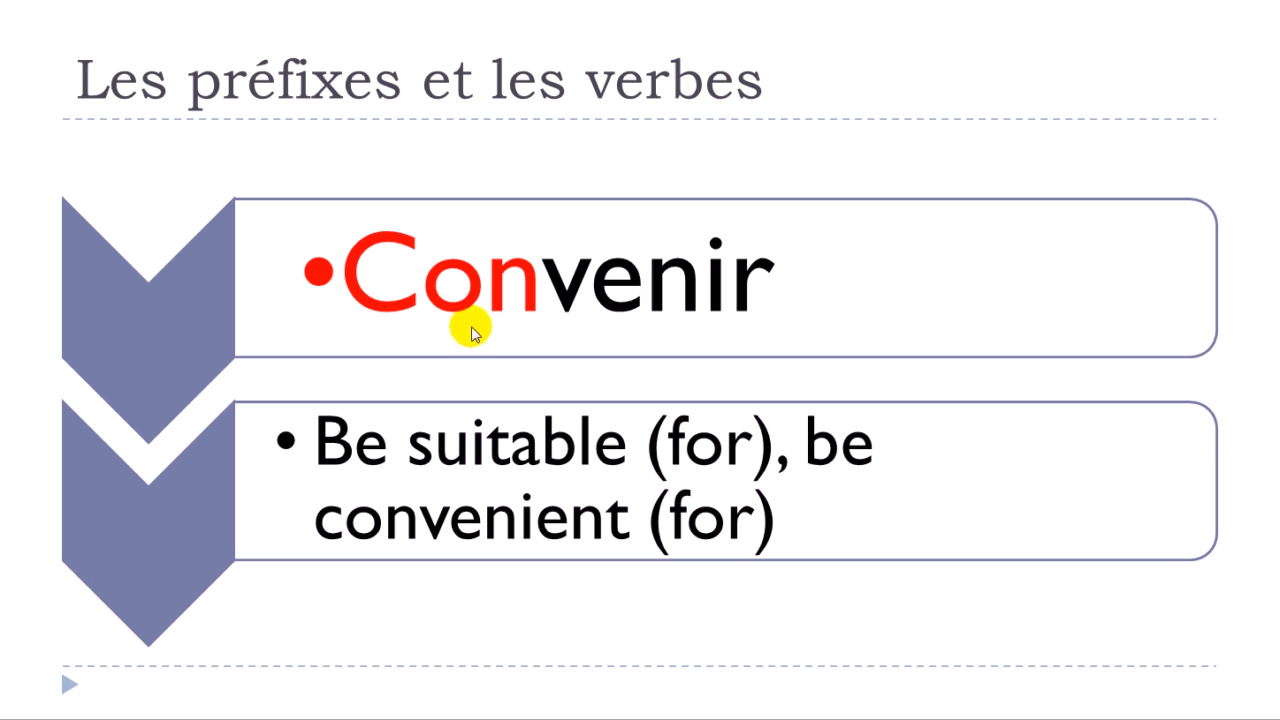 Les préfixes et les verbes
•Convenir
• Be suitable (for), be
convenient (for)